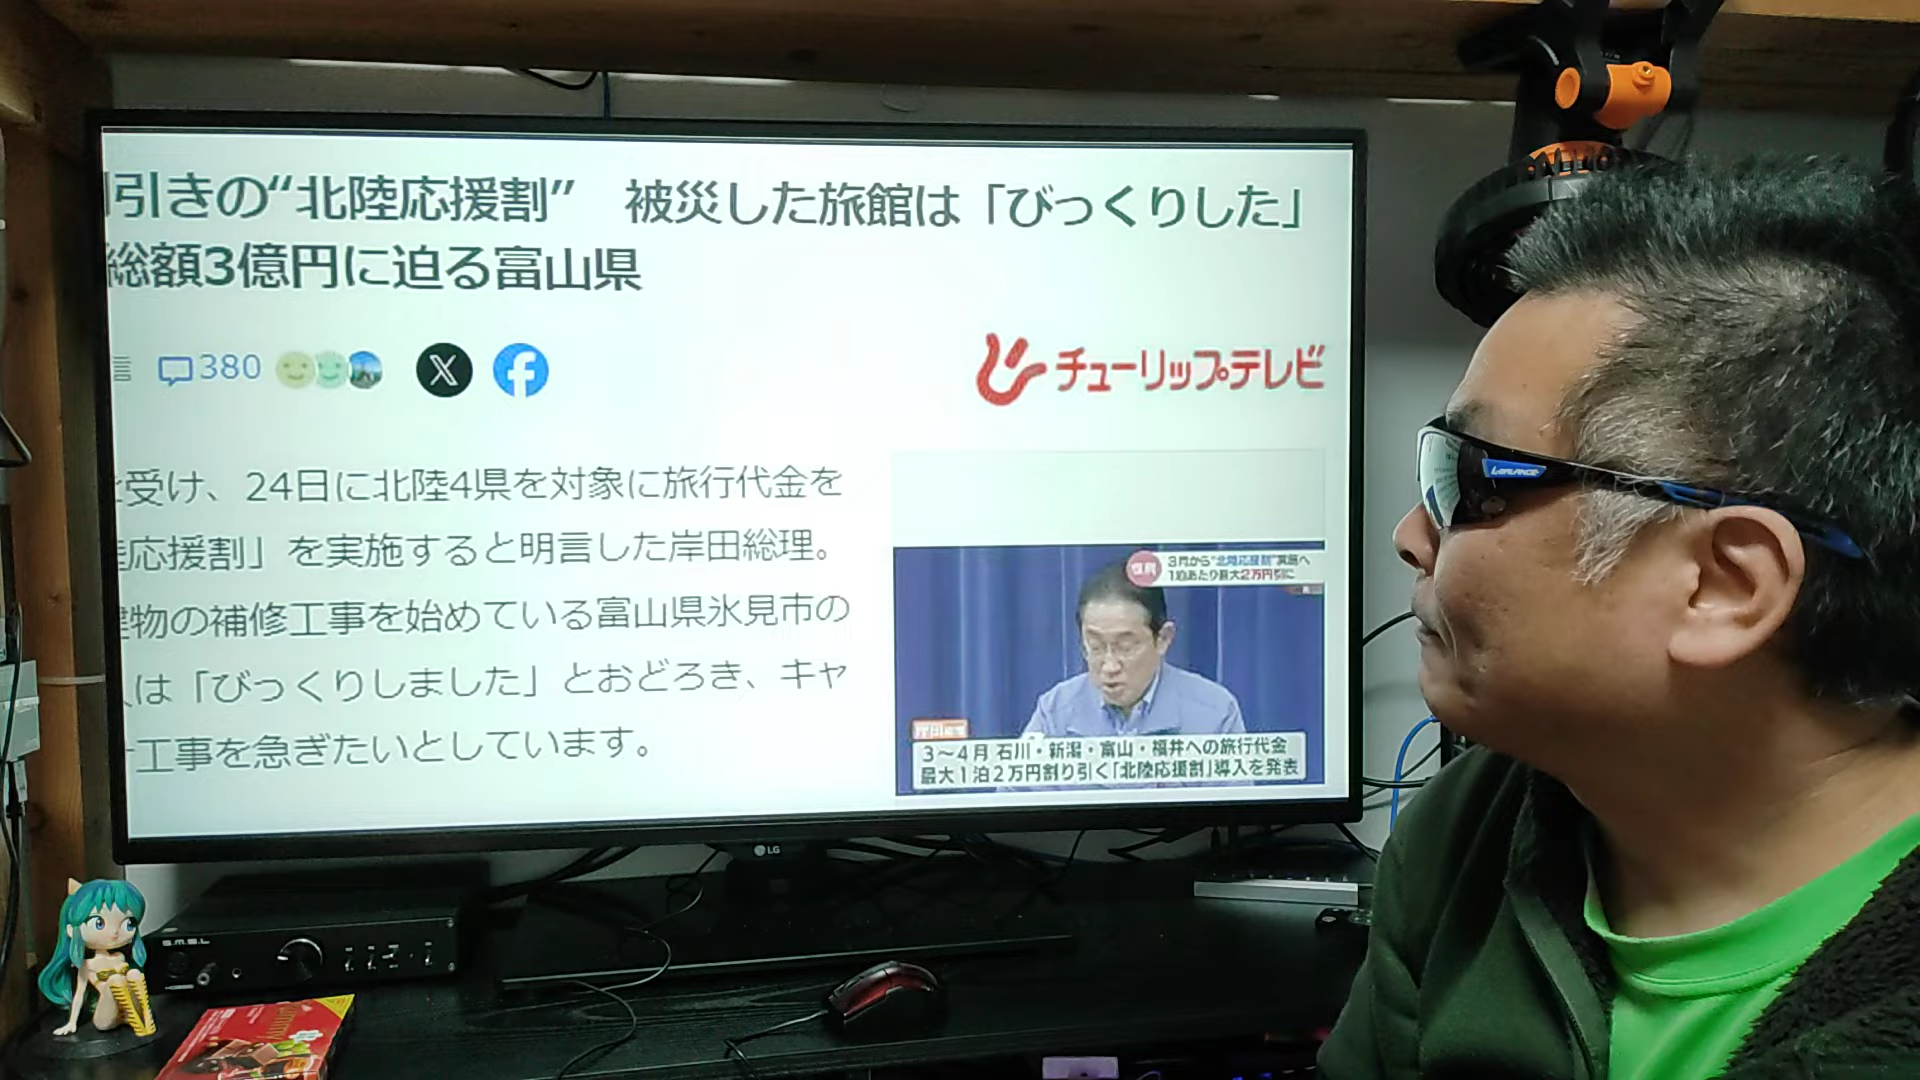 引きの“北陸応援割” 被災した旅館は「びっくりした」
総額3億円に迫る富山県
380
X
f
チューリップテレビ
受け、24日に北陸4県を対象に旅行代金を
応援割」を実施すると明言した岸田総理。
物の補修工事を始めている富山県氷見市の
は「びっくりしました」とおどろき、キャ
工事を急ぎたいとしています。
3月から“北陸応援割”実施へ
1泊あたり最大2万円引に
3〜4月 石川・新潟・富山・福井への旅行代金
最大1泊2万円割り引く「北陸応援割」導入を発表
LG
S.M.S.L